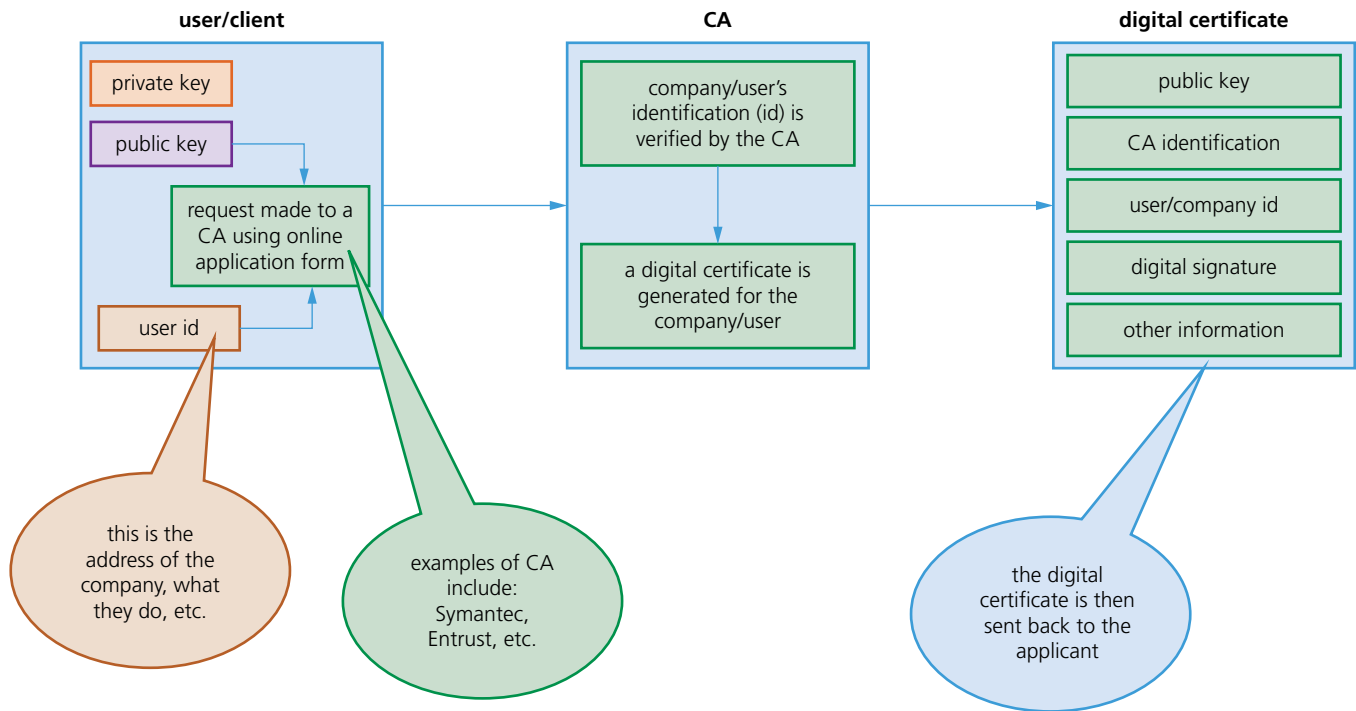 user/client
private key
public key
request made to a
CA using online
application form
user id
this is the
address of the
company, what
they do, etc.
examples of CA
include:
Symantec,
Entrust, etc.
CA
company/user's
identification (id) is
verified by the CA
a digital certificate is
generated for the
company/user
digital certificate
public key
CA identification
user/company id
digital signature
other information
the digital
certificate is then
sent back to the
applicant